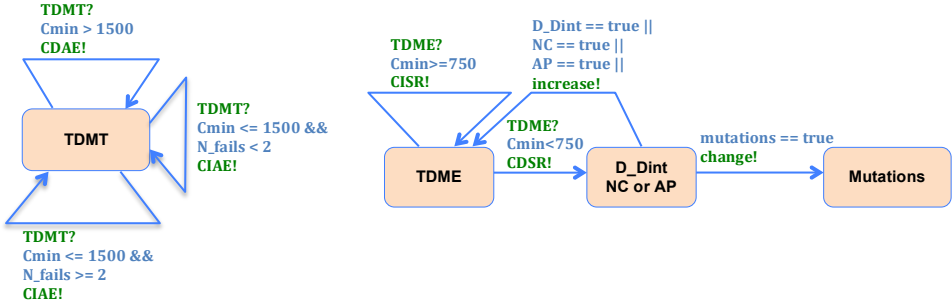 TDMT?
Cmin > 1500
CDAE!
TDMT
TDMT?
Cmin <= 1500 &&
N_fails < 2
CIAE!
TDMT?
Cmin <= 1500 &&
N_fails >= 2
CIAE!
TDME?
Cmin>=750
CISR!
D_Dint == true ||
NC == true ||
AP == true ||
increase!
TDME
TDME?
Cmin<750
CDSR!
D_Dint
NC or AP
mutations == true
change!
Mutations